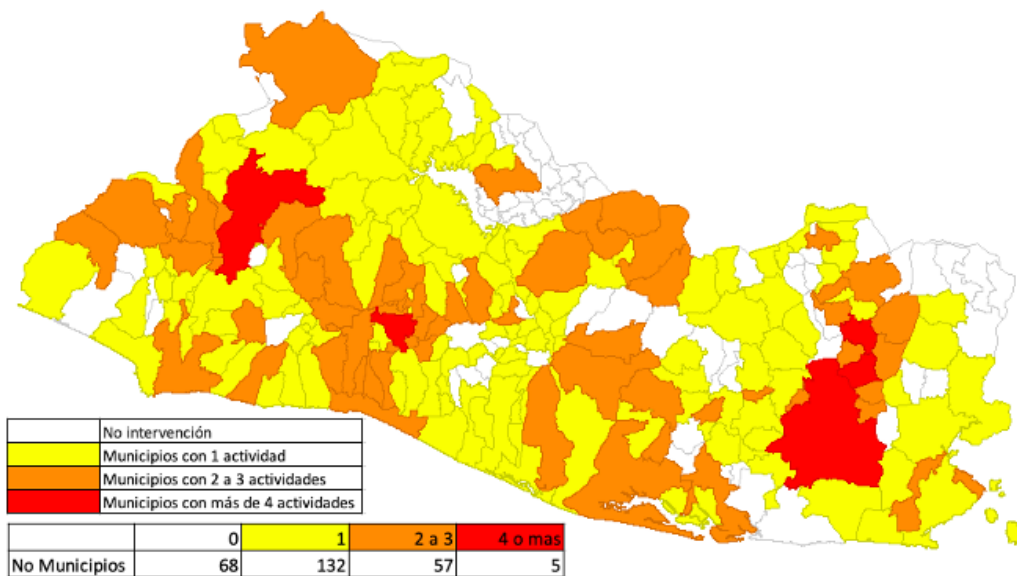 No intervención
Municipios con 1 actividad
Municipios con 2 a 3 actividades
Municipios con más de 4 actividades
0 1 2 a 3 4 o mas
No Municipios 68 132 57 5